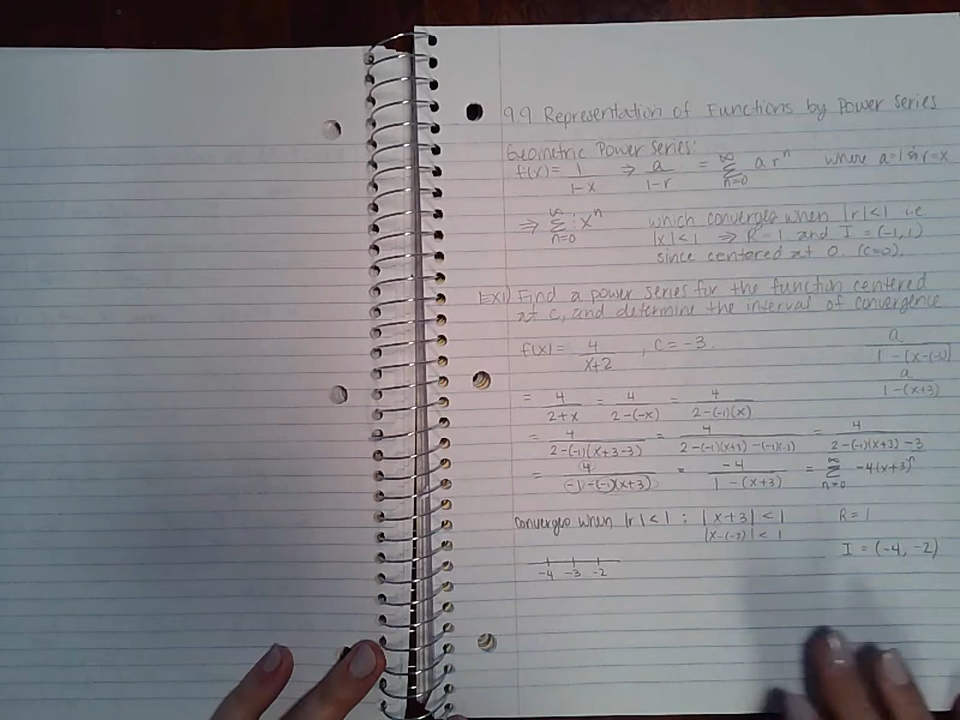 9.9 Representation of Functions by Power Series
Geometric Power Series:
f(x) = 1/(1-x) ⇒ a/(1-r) = ∞Σn=0 ar^n where a=1 & r=x
⇒ ∞Σn=0 x^n which converges when |r|<1 i.e.
|x|<1 ⇒ R=1 and I = (-1,1)
since centered at 0. (c=0).
EX1) Find a power series for the function centered
at c, and determine the interval of convergence
f(x) = 4/(x+2), c = -3.
a/(1-(x-(-3)))
a/(1-(x+3))
= 4/(2+x) = 4/(2-(-x)) = 4/(2-(-1)(x))
= 4/(2-(-1)(x+3-3)) = 4/(2-(-1)(x+3)-(-1)(-3)) = 4/(2-(-1)(x+3)-3)
= 4/((-1)-(-1)(x+3)) = -4/(1-(x+3)) = ∞Σn=0 -4(x+3)^n
Converges when |r|<1 : |x+3| < 1 R = 1
|x-(-3)| < 1
I = (-4, -2)
-4 -3 -2